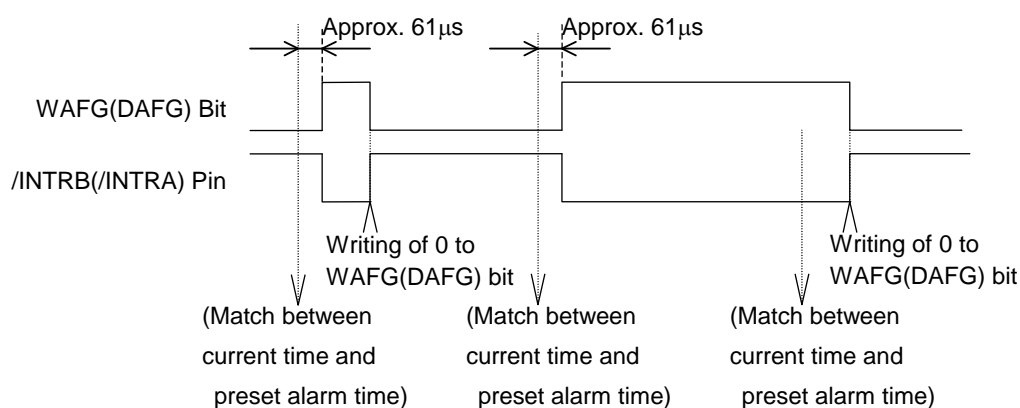 Approx. 61μs
Approx. 61μs
WAFG(DAFG) Bit
/INTRB(/INTRA) Pin
Writing of 0 to
WAFG(DAFG) bit
Writing of 0 to
WAFG(DAFG) bit
(Match between
current time and
preset alarm time)
(Match between
current time and
preset alarm time)
(Match between
current time and
preset alarm time)